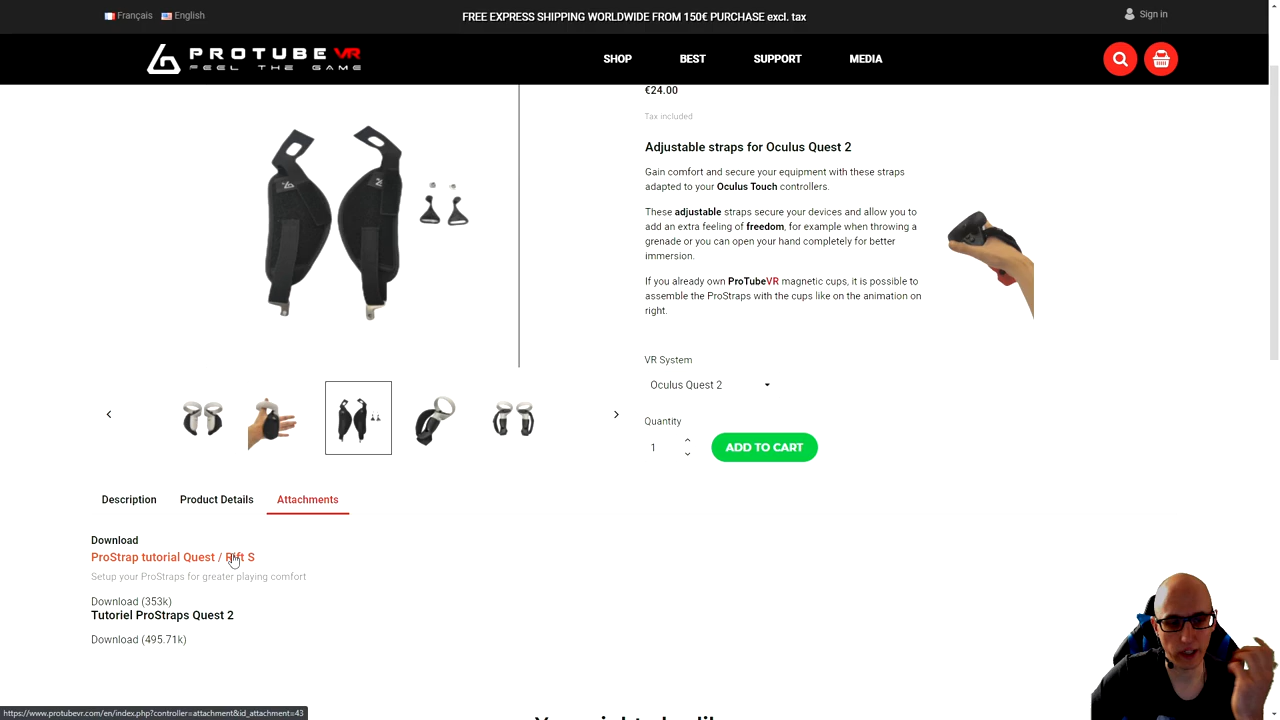 Français English
FREE EXPRESS SHIPPING WORLDWIDE FROM 150€ PURCHASE excl. tax
Sign in
PROTUBEVR
FEEL THE GAME
SHOP BEST SUPPORT MEDIA
€24.00
Tax included
Adjustable straps for Oculus Quest 2
Gain comfort and secure your equipment with these straps
adapted to your Oculus Touch controllers.
These adjustable straps secure your devices and allow you to
add an extra feeling of freedom, for example when throwing a
grenade or you can open your hand completely for better
immersion.
If you already own ProTubeVR magnetic cups, it is possible to
assemble the ProStraps with the cups like on the animation on
right.
VR System
Oculus Quest 2
Quantity
1
ADD TO CART
Description Product Details Attachments
Download
ProStrap tutorial Quest / Rift S
Setup your ProStraps for greater playing comfort
Download (353k)
Tutoriel ProStraps Quest 2
Download (495.71k)
https://www.protubevr.com/en/index.php?controller=attachment&id_attachment=43